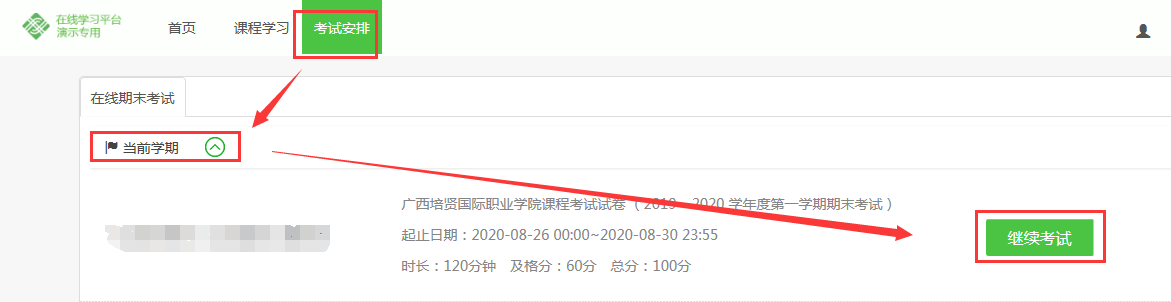 在线学习平台
演示专用
首页 课程学习 考试安排
在线期末考试
当前学期
广西培贤国际职业学院课程考试试卷 ( 2019 2020 学年度第一学期期末考试 )
起止日期：2020-08-26 00:00~2020-08-30 23:55
继续考试
时长：120分钟 及格分：60分 总分：100分